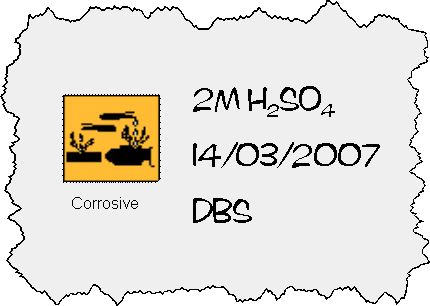 2M H₂SO₄
14/03/2007
DBS
Corrosive